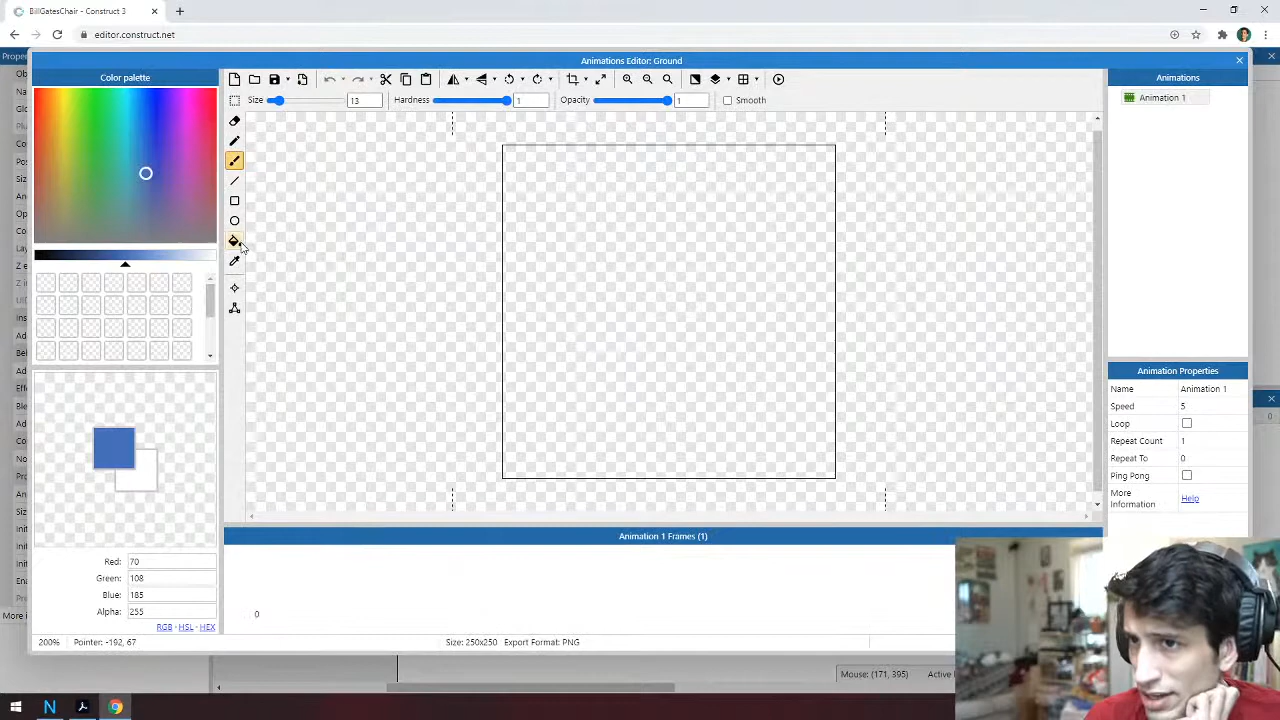 BillGatesChair - Construct 3
editor.construct.net
Animations Editor: Ground
Color palette
Animations
Size 13 Hardness 1 Opacity 1 Smooth
Animation 1
Animation Properties
Name Animation 1
Speed 5
Loop
Repeat Count 1
Repeat To 0
Ping Pong
More Information Help
Animation 1 Frames (1)
0
Red: 70
Green: 108
Blue: 185
Alpha: 255
RGB · HSL · HEX
200% Pointer: -192, 67 Size: 250x250 Export Format: PNG
Mouse: (171, 395)